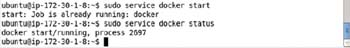 ubuntu@ip-172-30-1-8:~$ sudo service docker start
start: Job is already running: docker
ubuntu@ip-172-30-1-8:~$ sudo service docker status
docker start/running, process 2697
ubuntu@ip-172-30-1-8:~$